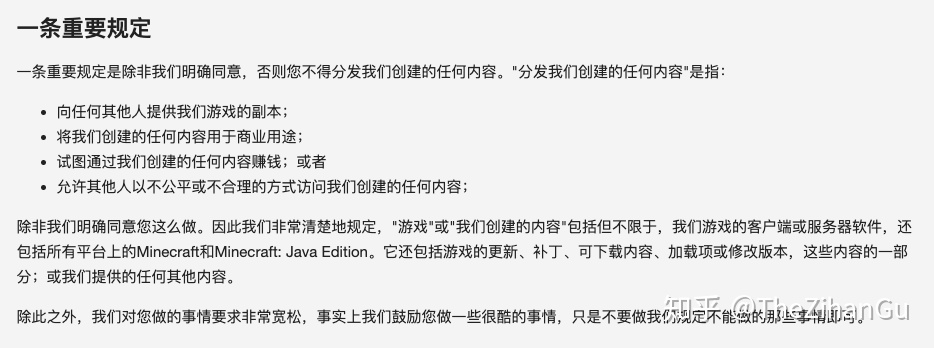 一条重要规定
一条重要规定是除非我们明确同意，否则您不得分发我们创建的任何内容。"分发我们创建的任何内容"是指：
• 向任何其他人提供我们游戏的副本；
• 将我们创建的任何内容用于商业用途；
• 试图通过我们创建的任何内容赚钱；或者
• 允许其他人以不公平或不合理的方式访问我们创建的任何内容；
除非我们明确同意您这么做。因此我们非常清楚地规定，"游戏"或"我们创建的内容"包括但不限于，我们游戏的客户端或服务器软件，还
包括所有平台上的Minecraft和Minecraft: Java Edition。它还包括游戏的更新、补丁、可下载内容、加载项或修改版本，这些内容的一部
分；或我们提供的任何其他内容。
除此之外，我们对您做的事情要求非常宽松，事实上我们鼓励您做一些很酷的事情，只是不要做我们规定不能做的那些事情即可。
知乎 @TheZihanGu